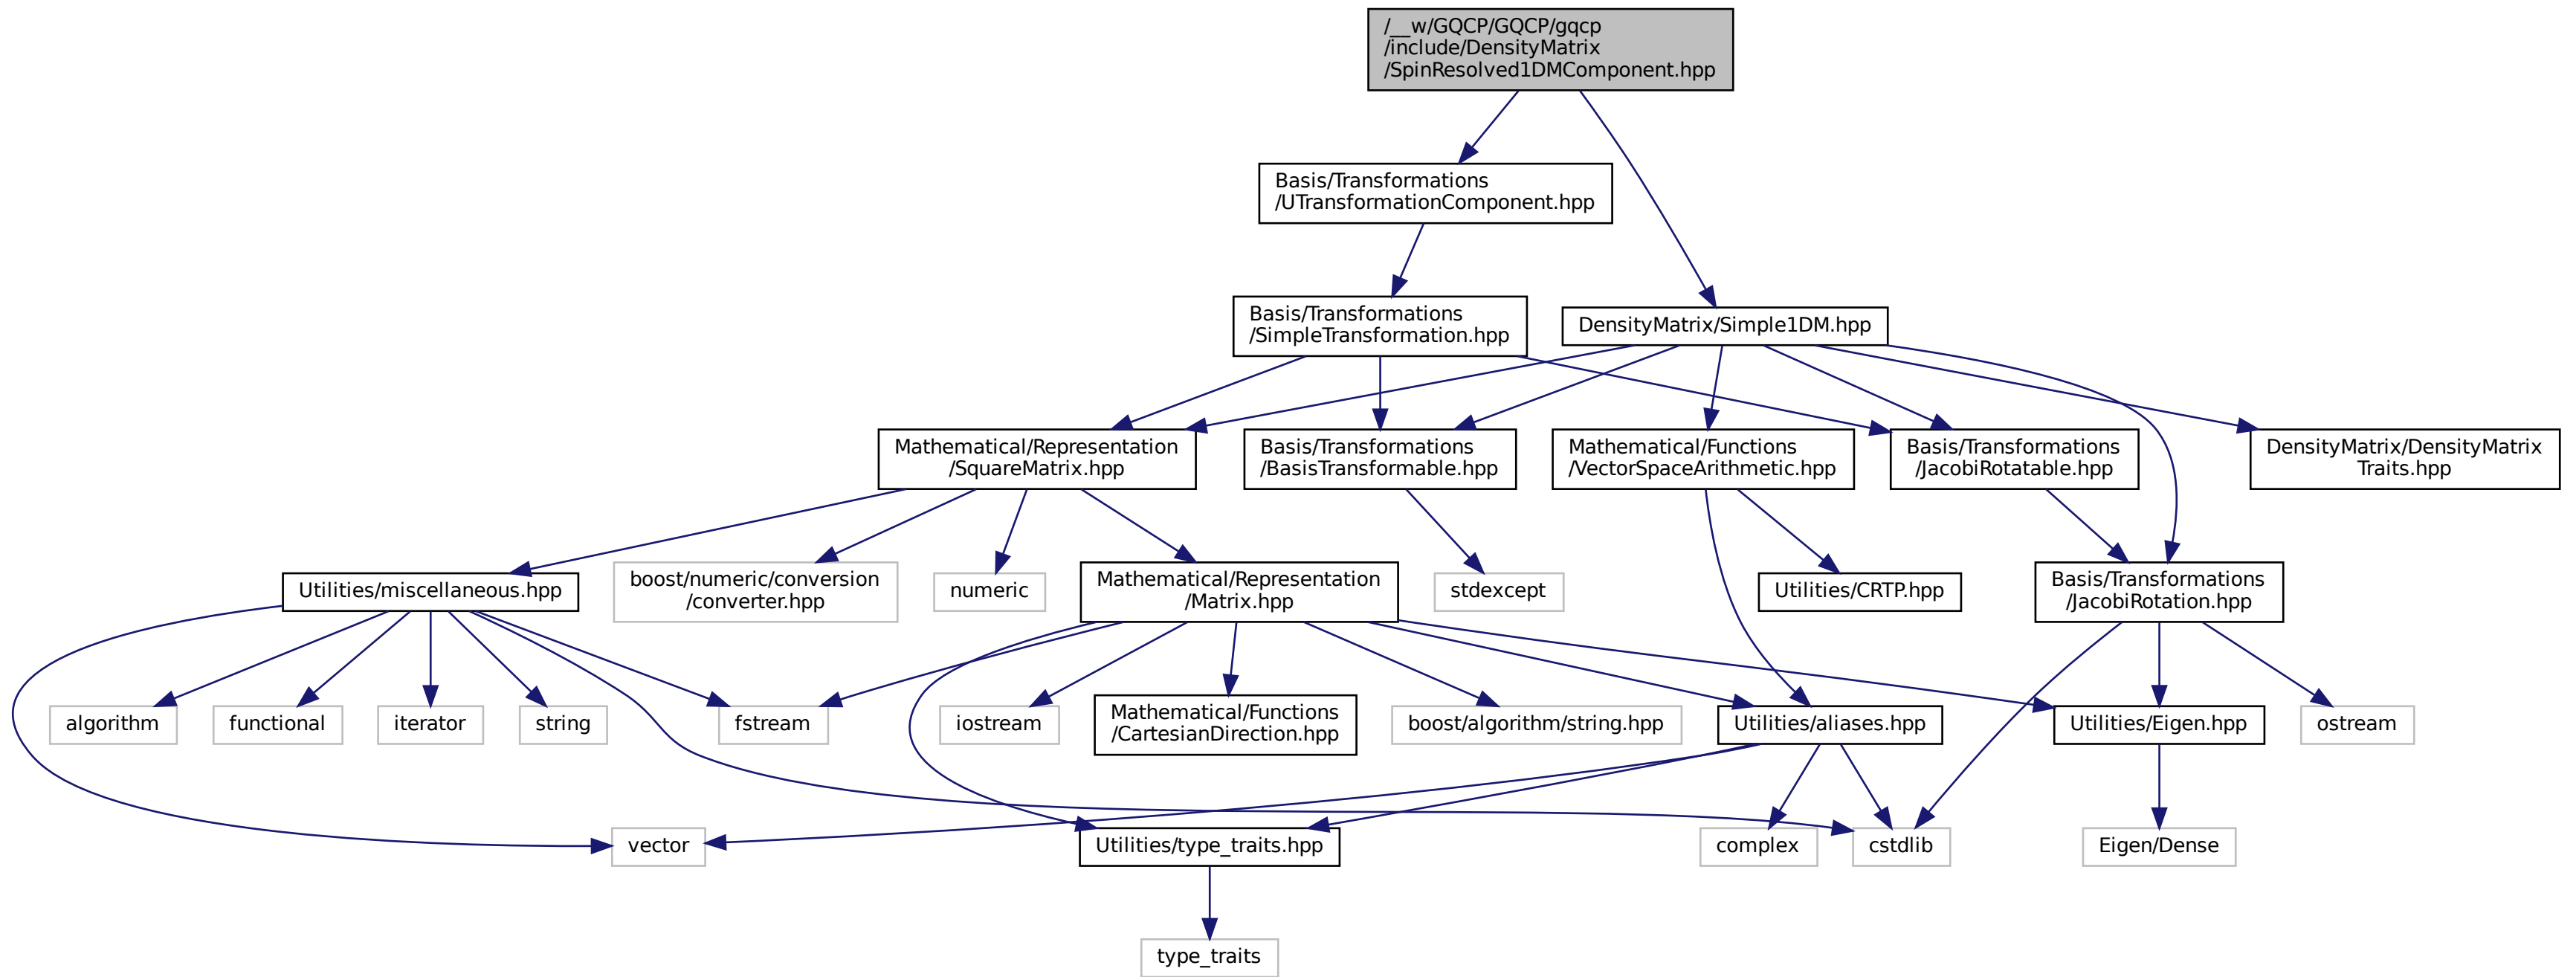 /__w/GQCP/GQCP/gqcp
/include/DensityMatrix
/SpinResolved1DMComponent.hpp
Basis/Transformations
/UTransformationComponent.hpp
Basis/Transformations
/SimpleTransformation.hpp
DensityMatrix/Simple1DM.hpp
Mathematical/Representation
/SquareMatrix.hpp
Basis/Transformations
/BasisTransformable.hpp
Mathematical/Functions
/VectorSpaceArithmetic.hpp
Basis/Transformations
/JacobiRotatable.hpp
DensityMatrix/DensityMatrix
Traits.hpp
Utilities/miscellaneous.hpp
boost/numeric/conversion
/converter.hpp
numeric
Mathematical/Representation
/Matrix.hpp
stdexcept
Utilities/CRTP.hpp
Basis/Transformations
/JacobiRotation.hpp
algorithm
functional
iterator
string
fstream
iostream
Mathematical/Functions
/CartesianDirection.hpp
boost/algorithm/string.hpp
Utilities/aliases.hpp
Utilities/Eigen.hpp
ostream
vector
Utilities/type_traits.hpp
complex
cstdlib
Eigen/Dense
type_traits